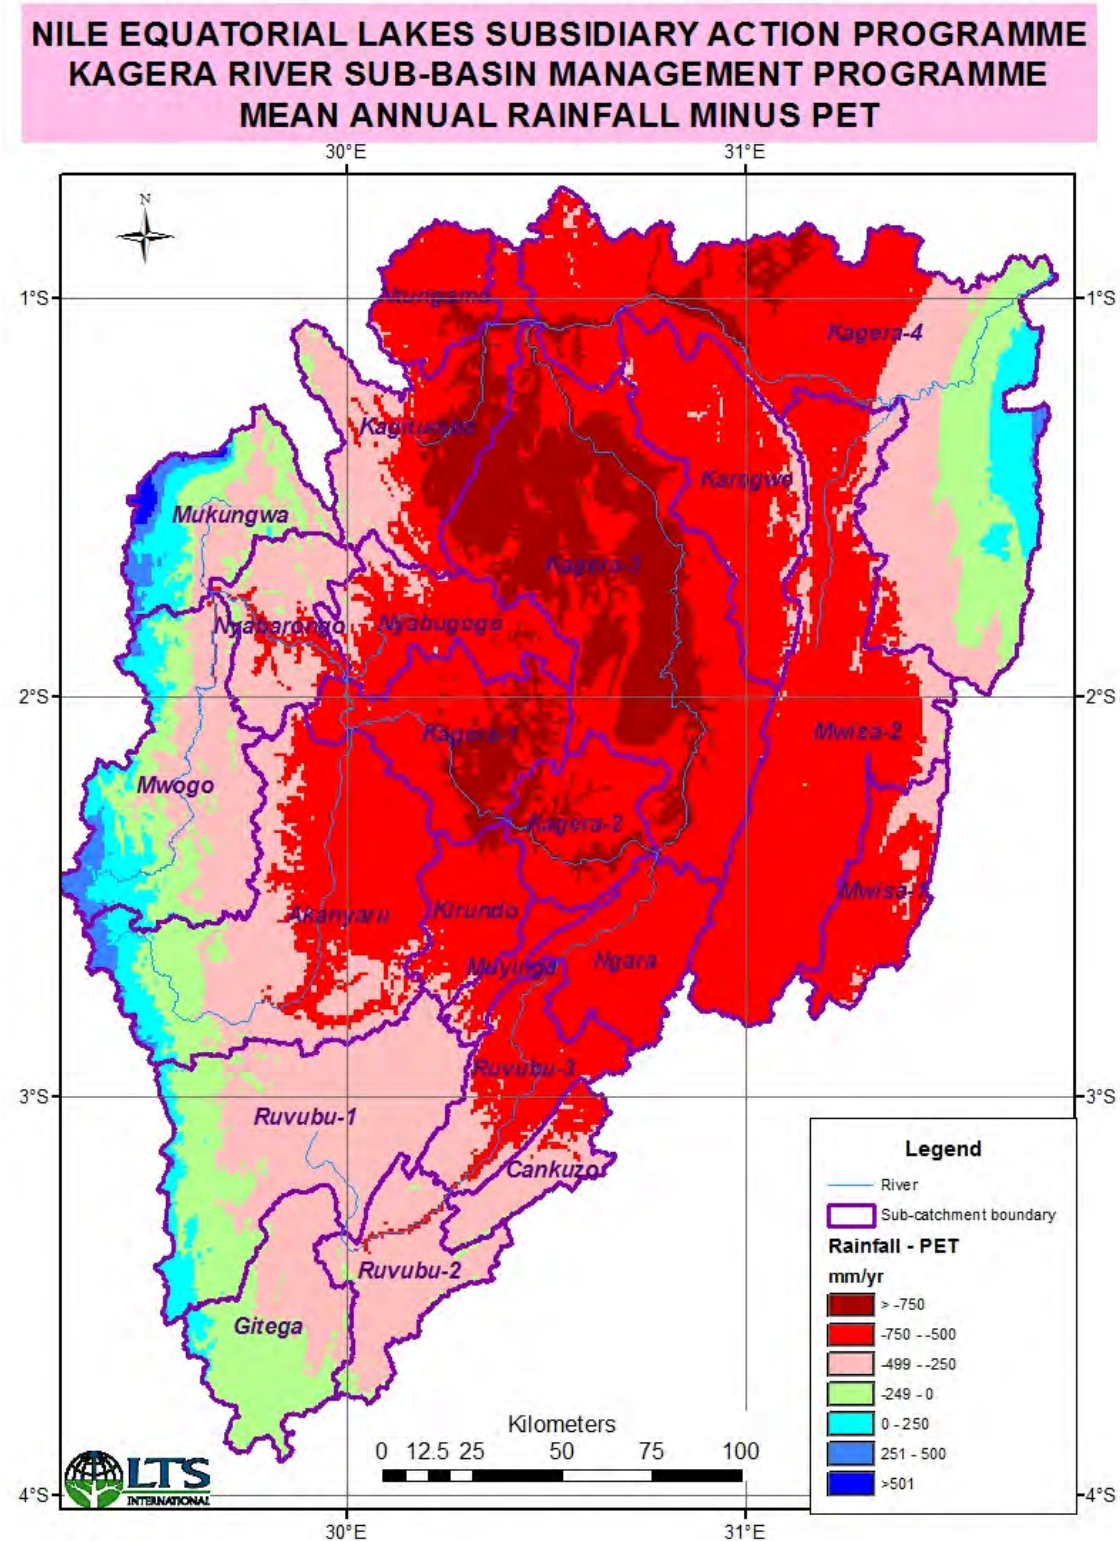 NILE EQUATORIAL LAKES SUBSIDIARY ACTION PROGRAMME
KAGERA RIVER SUB-BASIN MANAGEMENT PROGRAMME
MEAN ANNUAL RAINFALL MINUS PET
30°E 31°E
N
1°S 1°S
Ntungamo
Kagera-4
Kagitumba
Karagwe
Mukungwa
Kagera-3
Nyabarongo Nyabugogo
2°S 2°S
Kagera-1 Mwisa-2
Mwogo
Kagera-2
Mwisa-1
Akanyaru Kirundo
Muyinga Ngara
Ruvubu-3
3°S 3°S
Ruvubu-1
Cankuzo
Ruvubu-2
Gitega
Legend
River
Sub-catchment boundary
Rainfall - PET
mm/yr
> -750
-750 - -500
-499 - -250
-249 - 0
0 - 250
251 - 500
>501
Kilometers
0 12.5 25 50 75 100
LTS
INTERNATIONAL
4°S 4°S
30°E 31°E